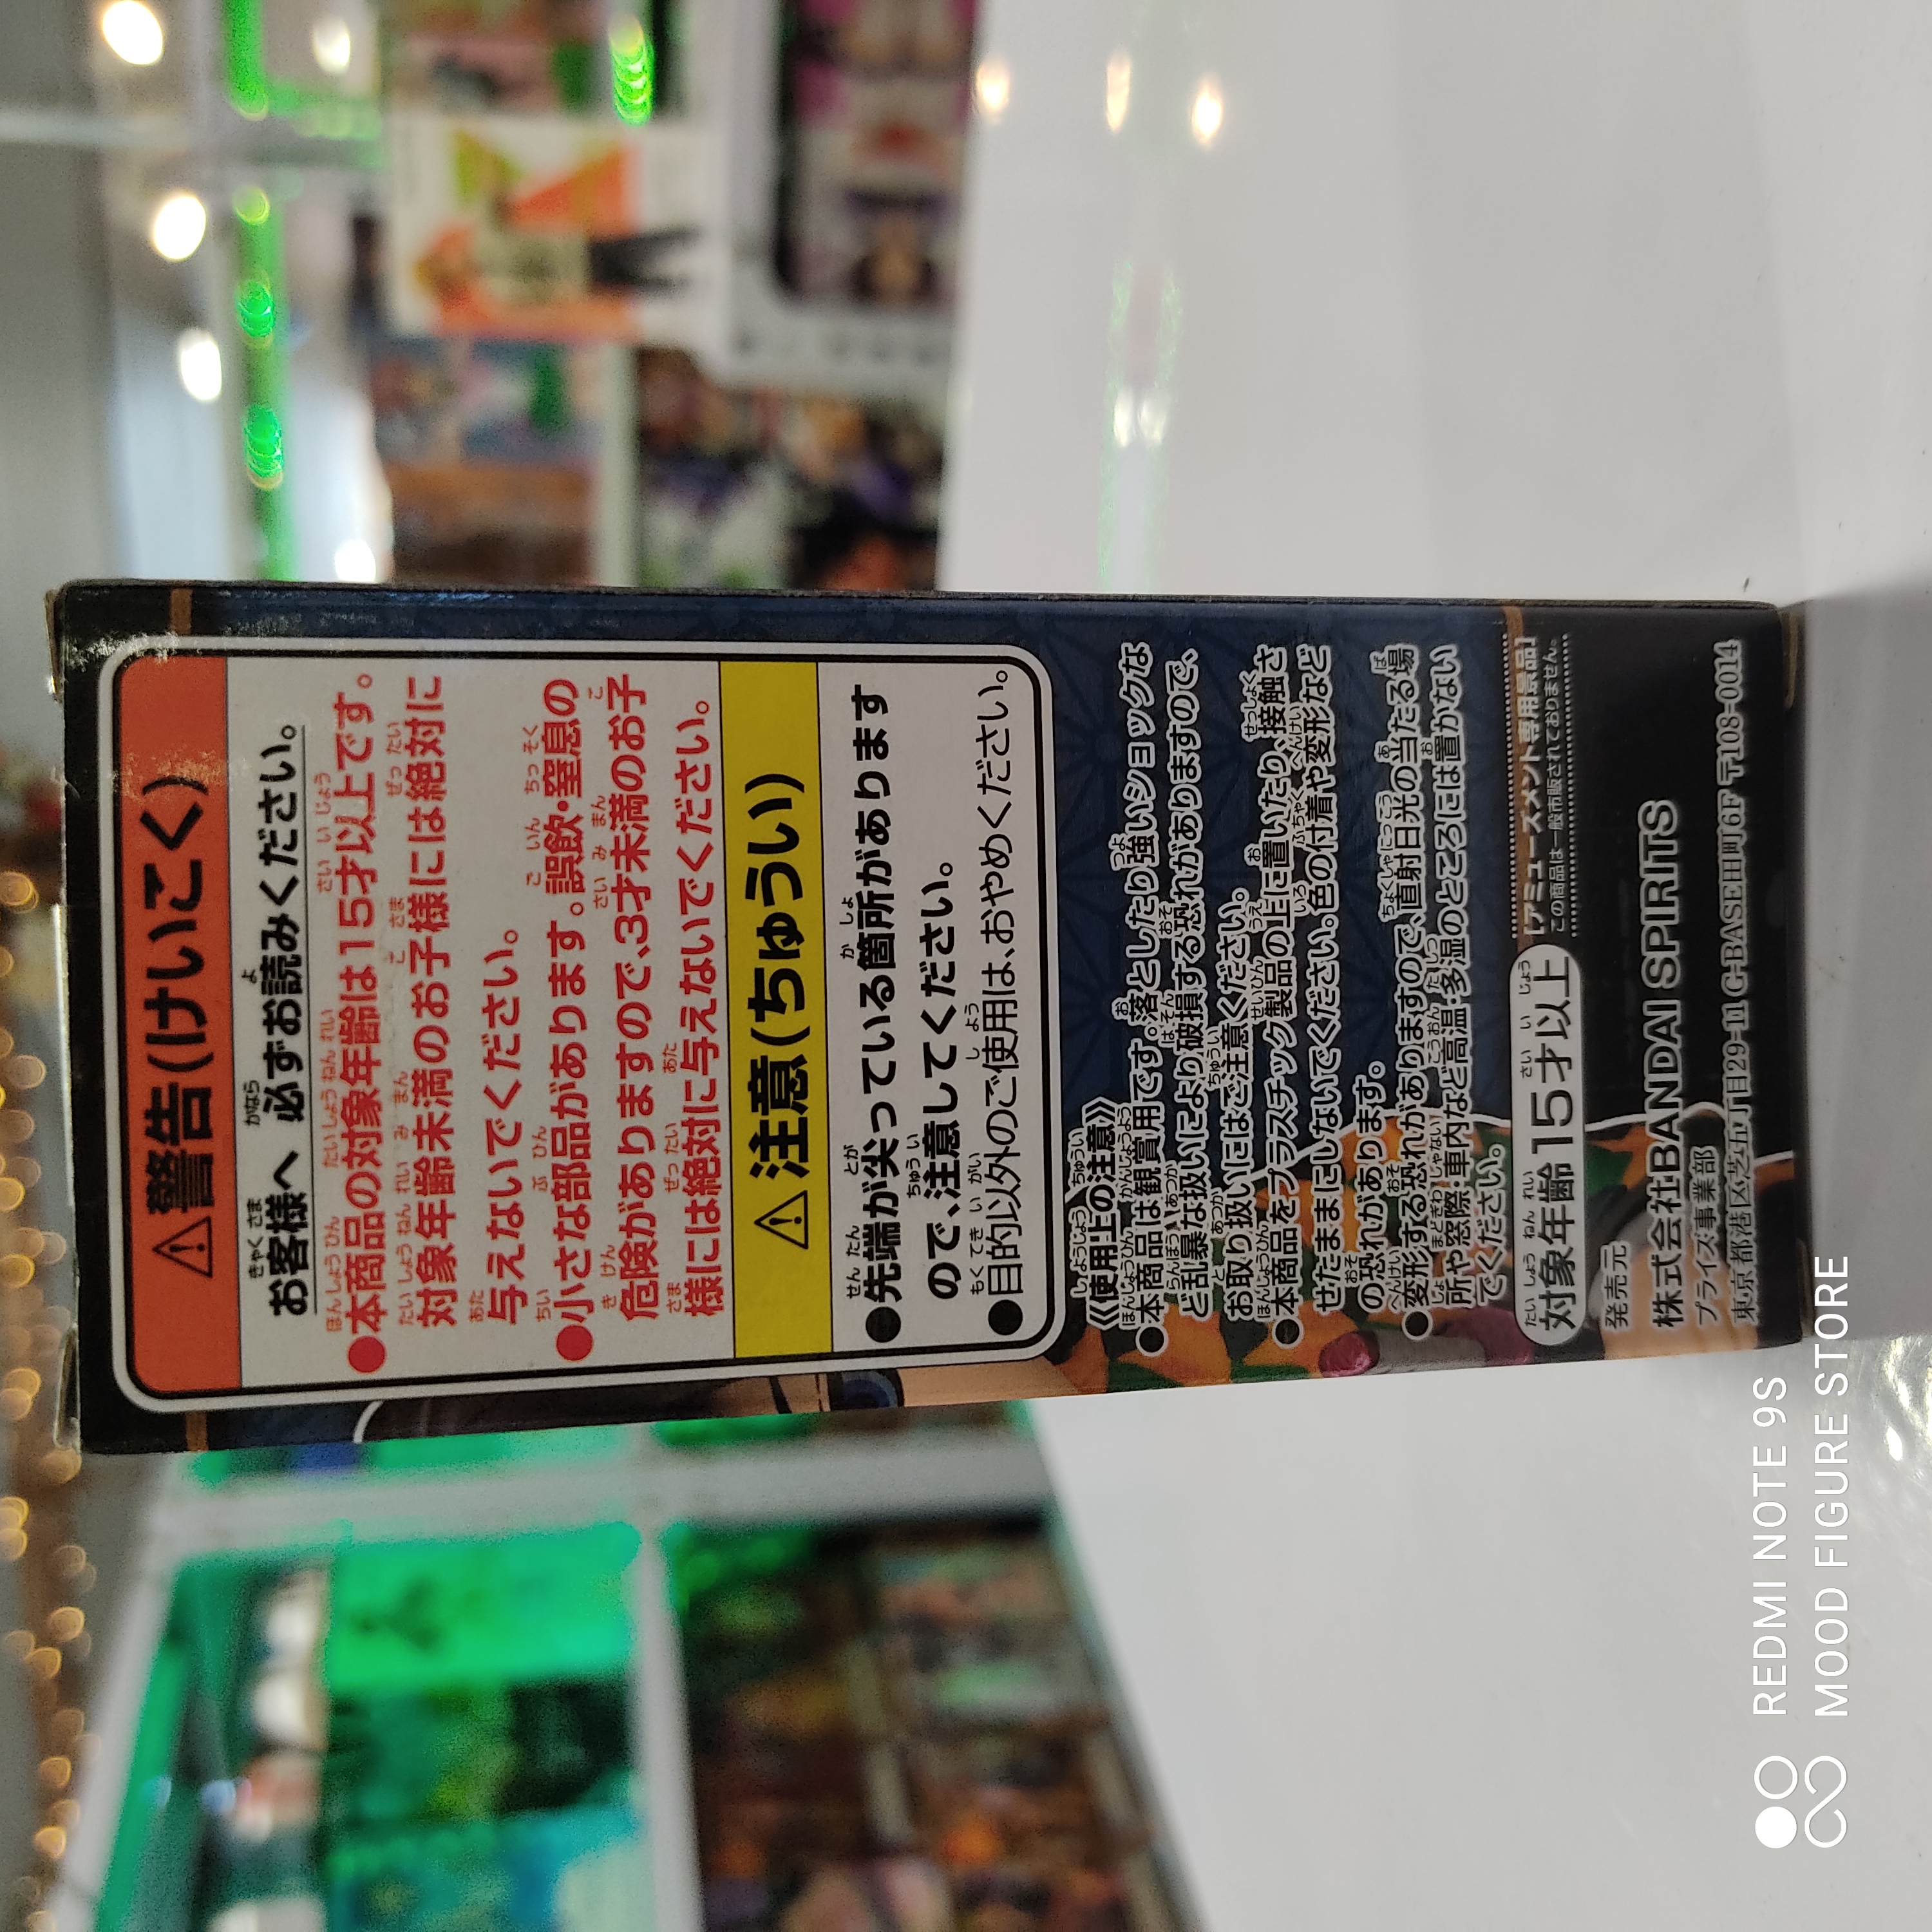 ⚠警告(けいこく)
お客様へ 必ずお読みください。
●本商品の対象年齢は15才以上です。
対象年齢未満のお子様には絶対に
与えないでください。
●小さな部品があります。誤飲・窒息の
危険がありますので、3才未満のお子
様には絶対に与えないでください。
⚠注意(ちゅうい)
●先端が尖っている箇所があります
ので、注意してください。
●目的以外のご使用は、おやめください。
《使用上の注意》
●本商品は観賞用です。落としたり強いショックな
ど乱暴な扱いにより破損する恐れがありますので、
お取り扱いにはご注意ください。
●本商品をプラスチック製品の上に置いたり、接触さ
せたままにしないでください。色の付着や変形など
の恐れがあります。
●変形する恐れがありますので、直射日光の当たる場
所や窓際・車内など高温・多湿のところには置かない
でください。
対象年齢15才以上
[アミューズメント専用景品]
この商品は一般市販されておりません。
発売元
株式会社BANDAI SPIRITS
プライズ事業部
東京都港区芝五丁目29-11 G-BASE田町6F 〒108-0014
REDMI NOTE 9S
MOOD FIGURE STORE